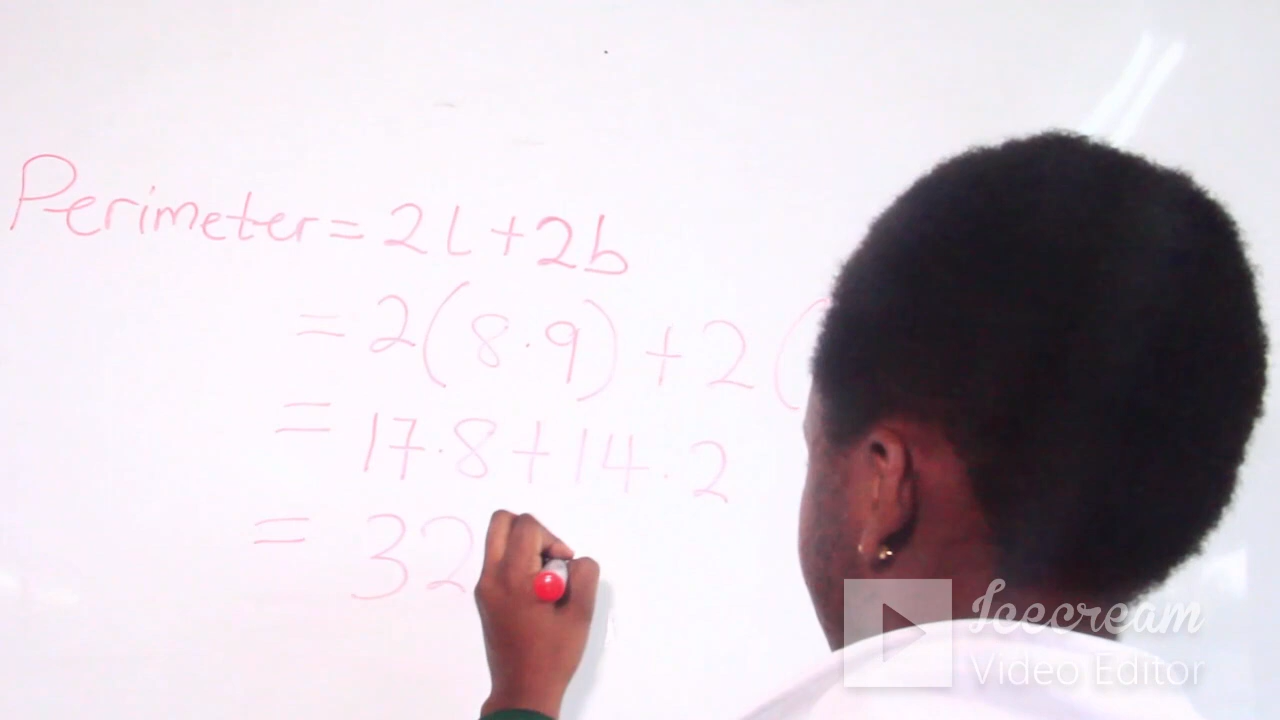 Perimeter = 2l + 2b
= 2(8.9) + 2(
= 17.8 + 14.2
= 32
Icecream
Video Editor